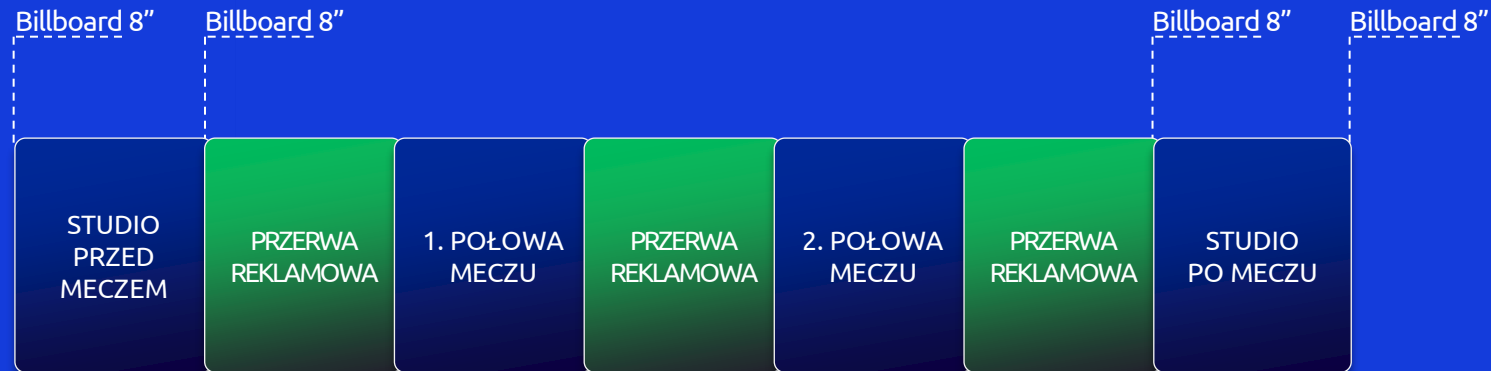 Billboard 8”
Billboard 8”
Billboard 8”
Billboard 8”
STUDIO
PRZED
MECZEM
PRZERWA
REKLAMOWA
1. POŁOWA
MECZU
PRZERWA
REKLAMOWA
2. POŁOWA
MECZU
PRZERWA
REKLAMOWA
STUDIO
PO MECZU